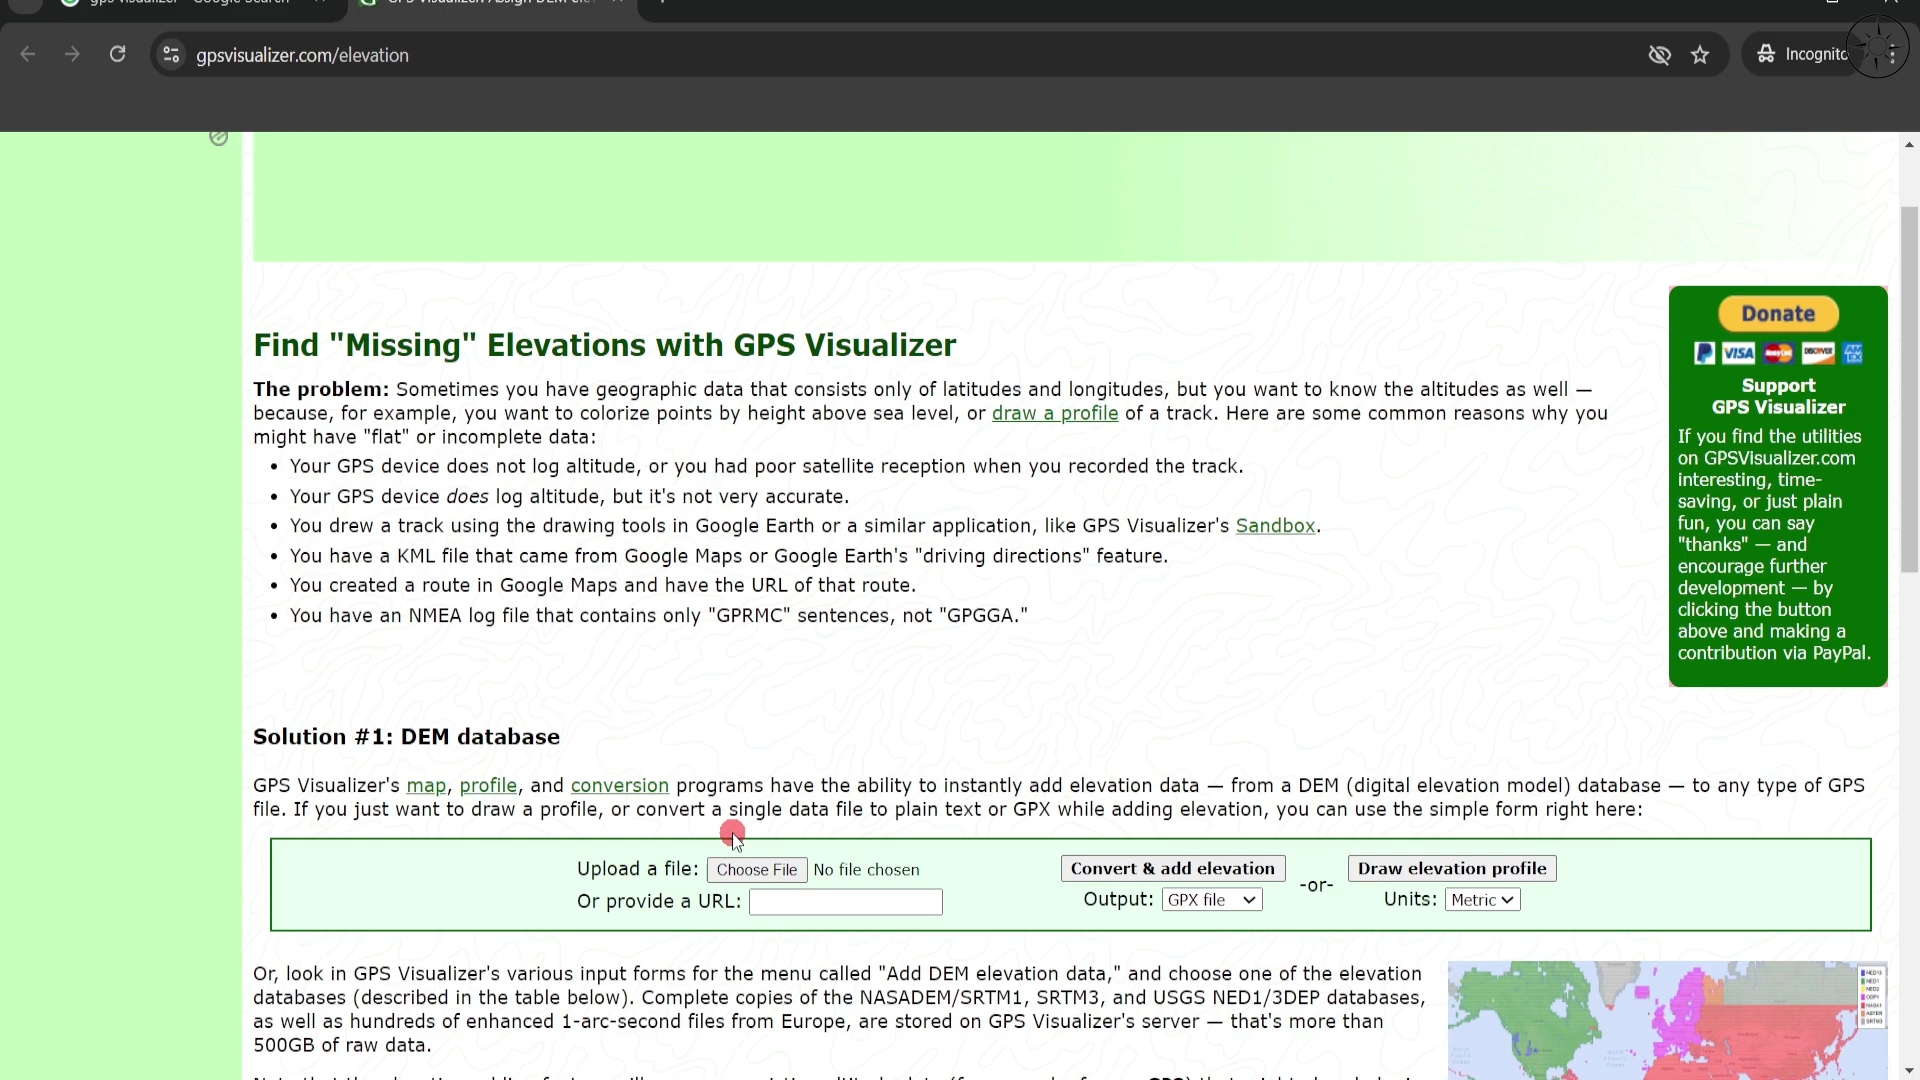 gpsvisualizer.com/elevation
Incognito
Find "Missing" Elevations with GPS Visualizer
The problem: Sometimes you have geographic data that consists only of latitudes and longitudes, but you want to know the altitudes as well —
because, for example, you want to colorize points by height above sea level, or draw a profile of a track. Here are some common reasons why you
might have "flat" or incomplete data:
• Your GPS device does not log altitude, or you had poor satellite reception when you recorded the track.
• Your GPS device does log altitude, but it's not very accurate.
• You drew a track using the drawing tools in Google Earth or a similar application, like GPS Visualizer's Sandbox.
• You have a KML file that came from Google Maps or Google Earth's "driving directions" feature.
• You created a route in Google Maps and have the URL of that route.
• You have an NMEA log file that contains only "GPRMC" sentences, not "GPGGA."
Donate
VISA
Support
GPS Visualizer
If you find the utilities
on GPSVisualizer.com
interesting, time-
saving, or just plain
fun, you can say
"thanks" — and
encourage further
development — by
clicking the button
above and making a
contribution via PayPal.
Solution #1: DEM database
GPS Visualizer's map, profile, and conversion programs have the ability to instantly add elevation data — from a DEM (digital elevation model) database — to any type of GPS
file. If you just want to draw a profile, or convert a single data file to plain text or GPX while adding elevation, you can use the simple form right here:
Upload a file: Choose File No file chosen
Or provide a URL:
Convert & add elevation
Output: GPX file
-or-
Draw elevation profile
Units: Metric
Or, look in GPS Visualizer's various input forms for the menu called "Add DEM elevation data," and choose one of the elevation
databases (described in the table below). Complete copies of the NASADEM/SRTM1, SRTM3, and USGS NED1/3DEP databases,
as well as hundreds of enhanced 1-arc-second files from Europe, are stored on GPS Visualizer's server — that's more than
500GB of raw data.